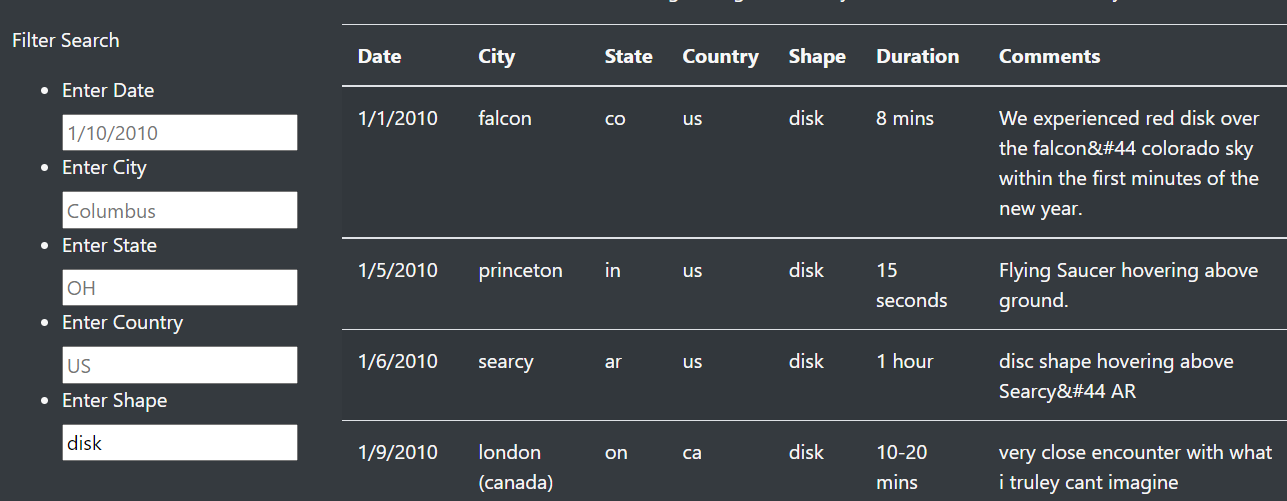 Filter Search
Enter Date
1/10/2010
Enter City
Columbus
Enter State
OH
Enter Country
US
Enter Shape
disk
Date City State Country Shape Duration Comments
1/1/2010 falcon co us disk 8 mins We experienced red disk over
the falcon&#44 colorado sky
within the first minutes of the
new year.
1/5/2010 princeton in us disk 15 Flying Saucer hovering above
seconds ground.
1/6/2010 searcy ar us disk 1 hour disc shape hovering above
Searcy&#44 AR
1/9/2010 london on ca disk 10-20 very close encounter with what
(canada) mins i truley cant imagine